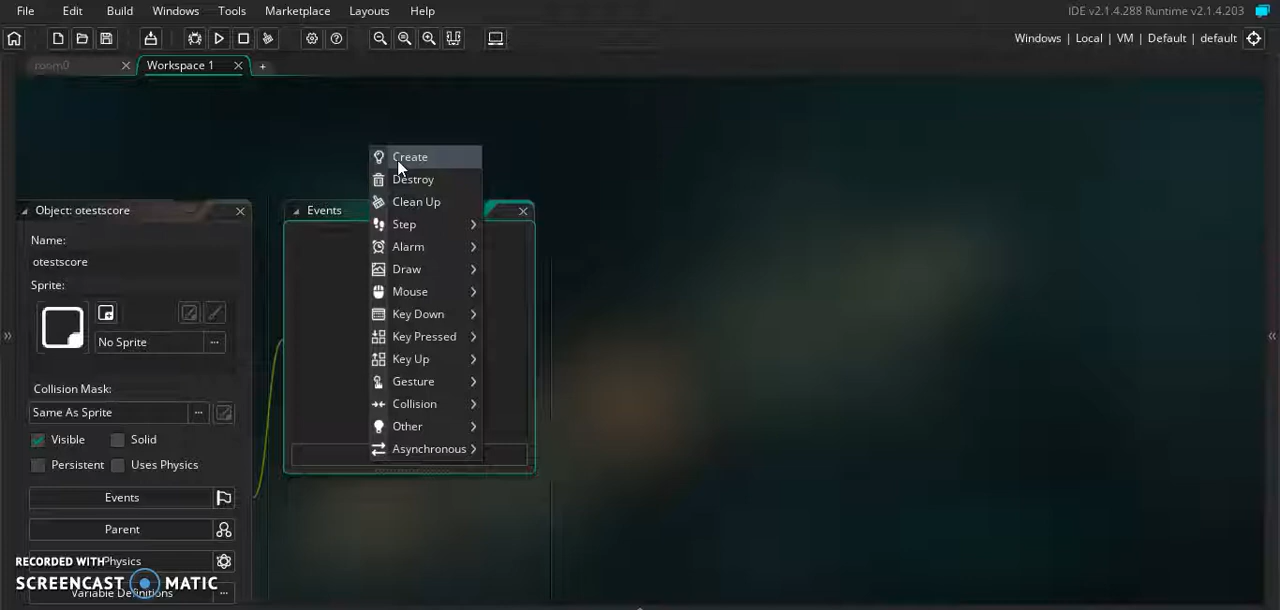 File Edit Build Windows Tools Marketplace Layouts Help IDE v2.1.4.288 Runtime v2.1.4.203
Windows | Local | VM | Default | default
room0 Workspace 1 +
Create
Destroy
Clean Up
Step
Alarm
Draw
Mouse
Key Down
Key Pressed
Key Up
Gesture
Collision
Other
Asynchronous
Object: otestscore
Name:
otestscore
Sprite:
No Sprite
Collision Mask:
Same As Sprite
Visible Solid
Persistent Uses Physics
Events
Parent
Physics
Variable Definitions
Events
RECORDED WITH
SCREENCAST MATIC